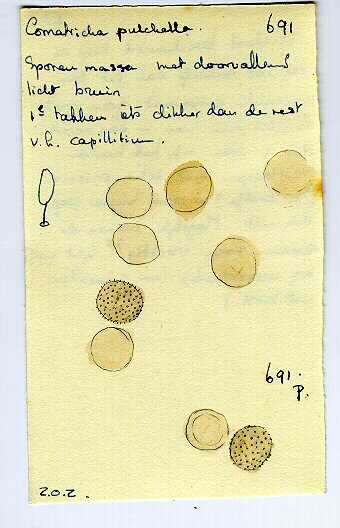 Comatricha pulchella. 691
Sporen massa met doorvallend
licht bruin
1e takken iets dikker dan de rest
v.h. capillitium.
691.
P.
2.0.2.